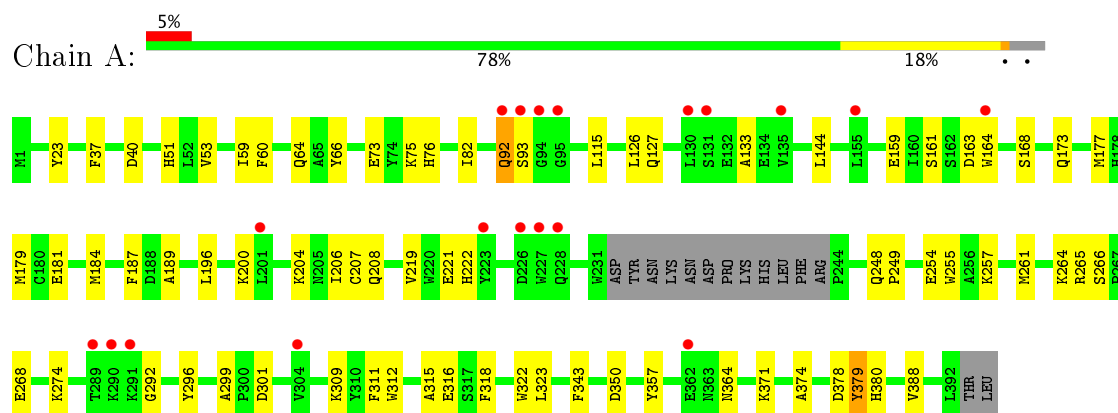 5%
Chain A:
78%
18%
M1 Y23 F37 D40 H51 L52 V53 I59 F60 Q64 A65 Y66 E73 Y74 K75 H76 I82 Q92 S93 G94 G95 L115 L126 Q127 L130 S131 E132 A133 E134 V135 L144 L155 E159 I160 S161 S162 D163 W164 S168 Q173 M177 H178
M179 C180 E181 M184 F187 D188 A189 L196 K200 L201 K204 N205 I206 C207 Q208 V219 W220 E221 H222 Y223 D226 W227 Q228 W231 ASP TYR ASN LYS ASN ASP PRO LYS HIS LEU PHE ARG P244 Q248 P249 E254 W255 A256 K257 M261 K264 R265 S266 P267
E268 K274 T289 K290 K291 G292 Y296 A299 P300 D301 V304 K309 Y310 F311 W312 A315 E316 S317 F318 W322 L323 F343 D350 Y357 E362 N363 N364 K371 A374 D378 Y379 H380 V388 L392 THR LEU